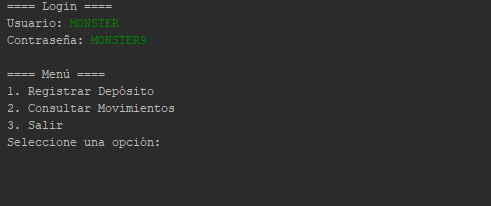 ==== Login ====
Usuario: MONSTER
Contraseña: MONSTER9
==== Menú ====
1. Registrar Depósito
2. Consultar Movimientos
3. Salir
Seleccione una opción: